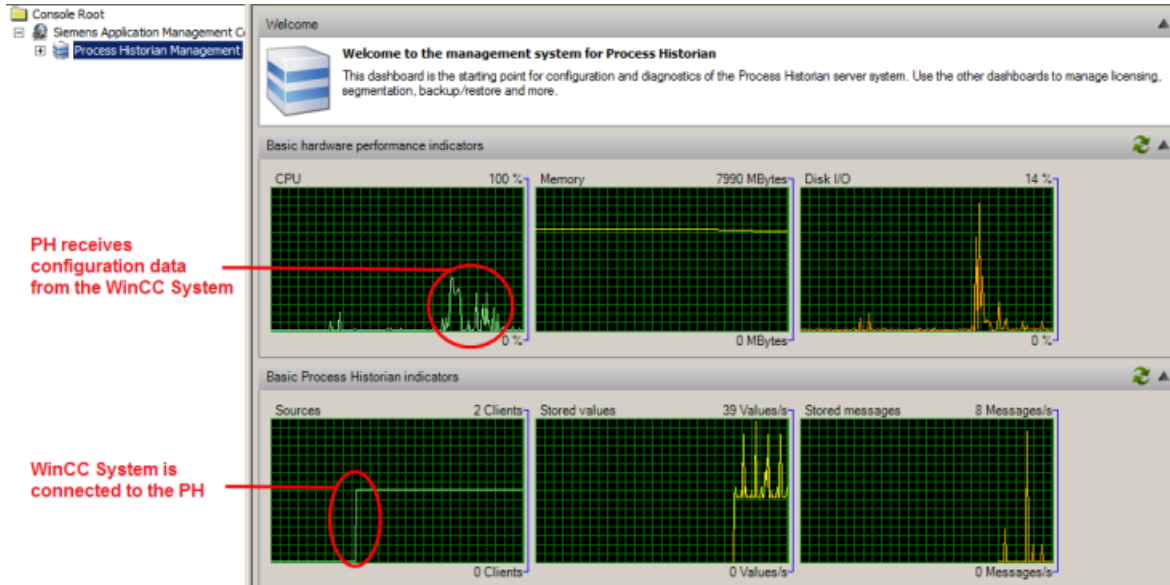 Console Root
Siemens Application Management C
Process Historian Management
Welcome
Welcome to the management system for Process Historian
This dashboard is the starting point for configuration and diagnostics of the Process Historian server system. Use the other dashboards to manage licensing,
segmentation, backup/restore and more.
Basic hardware performance indicators
CPU 100 %
Memory 7990 MBytes
Disk I/O 14 %
0 %
0 MBytes
0 %
PH receives
configuration data
from the WinCC System
Basic Process Historian indicators
Sources 2 Clients
Stored values 39 Values/s
Stored messages 8 Messages/s
0 Clients
0 Values/s
0 Messages/s
WinCC System is
connected to the PH